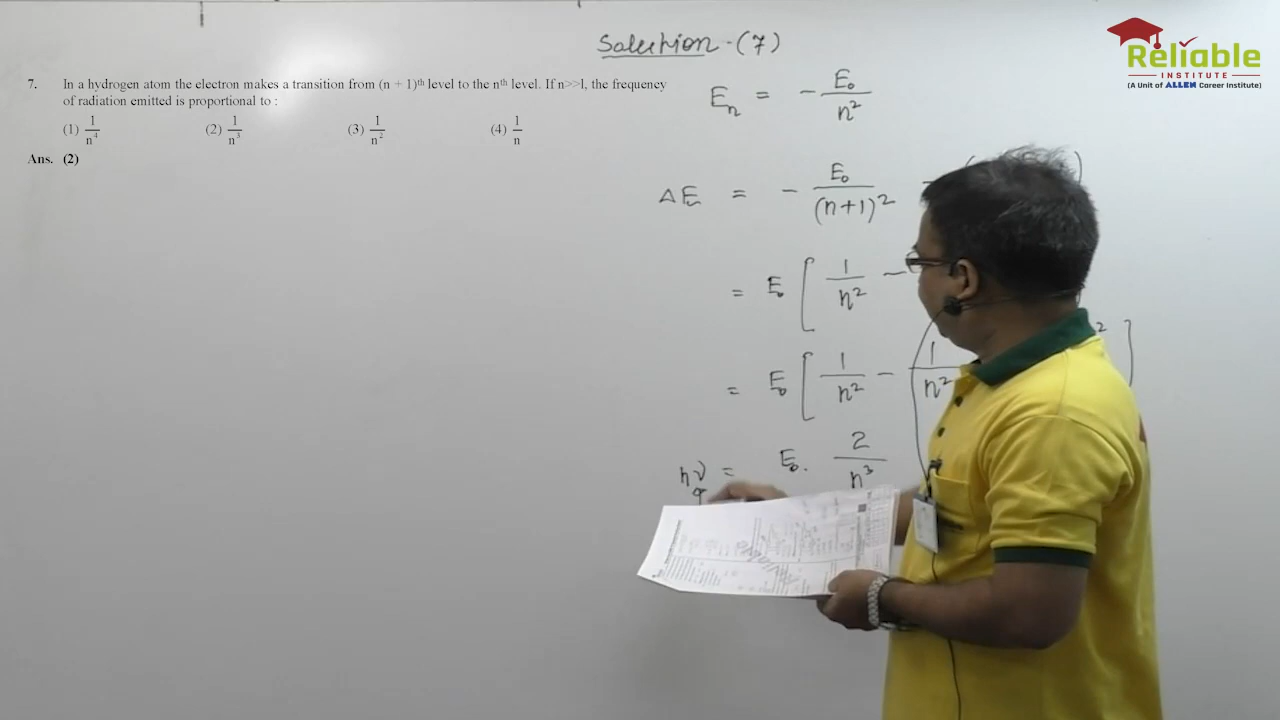 Reliable
INSTITUTE
(A Unit of ALLEN Career Institute)
Solution - (7)
7. In a hydrogen atom the electron makes a transition from (n + 1)th level to the nth level. If n>>1, the frequency
of radiation emitted is proportional to :
(1) 1/n⁴ (2) 1/n³ (3) 1/n² (4) 1/n
Ans. (2)
Eₙ = - E₀/n²
ΔE = - E₀/(n+1)² - (
= E₀ [ 1/n² -
= E₀ [ 1/n² - 1/n² ]
hν = E₀. 2/n³